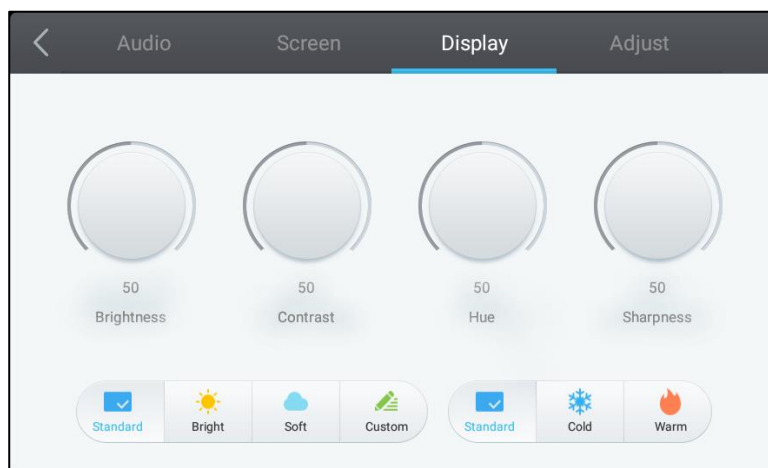 Audio Screen Display Adjust
50 50 50 50
Brightness Contrast Hue Sharpness
Standard Bright Soft Custom Standard Cold Warm